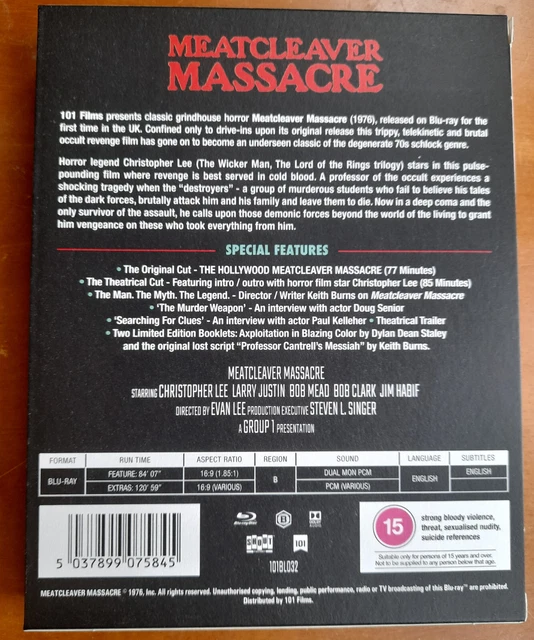 MEATCLEAVER
MASSACRE
101 Films presents classic grindhouse horror Meatcleaver Massacre (1976), released on Blu-ray for the
first time in the UK. Confined only to drive-ins upon its original release this trippy, telekinetic and brutal
occult revenge film has gone on to become an underseen classic of the degenerate 70s schlock genre.
Horror legend Christopher Lee (The Wicker Man, The Lord of the Rings trilogy) stars in this pulse-
pounding film where revenge is best served in cold blood. A professor of the occult experiences a
shocking tragedy when the "destroyers" - a group of murderous students who fail to believe his tales
of the dark forces, brutally attack him and his family and leave them to die. Now in a deep coma and the
only survivor of the assault, he calls upon those demonic forces beyond the world of the living to grant
him vengeance on those who took everything from him.
SPECIAL FEATURES
• The Original Cut - THE HOLLYWOOD MEATCLEAVER MASSACRE (77 Minutes)
• The Theatrical Cut - Featuring intro / outro with horror film star Christopher Lee (85 Minutes)
• The Man. The Myth. The Legend. - Director / Writer Keith Burns on Meatcleaver Massacre
• 'The Murder Weapon' - An interview with actor Doug Senior
• 'Searching For Clues' - An interview with actor Paul Kelleher • Theatrical Trailer
• Two Limited Edition Booklets: Axploitation in Blazing Color by Dylan Dean Staley
and the original lost script "Professor Cantrell's Messiah" by Keith Burns.
MEATCLEAVER MASSACRE
STARRING CHRISTOPHER LEE LARRY JUSTIN BOB MEAD BOB CLARK JIM HABIF
DIRECTED BY EVAN LEE PRODUCTION EXECUTIVE STEVEN L. SINGER
A GROUP 1 PRESENTATION
FORMAT RUN TIME ASPECT RATIO REGION SOUND LANGUAGE SUBTITLES
BLU-RAY FEATURE: 84' 07" 16:9 (1.85:1) B DUAL MON PCM ENGLISH ENGLISH
EXTRAS: 120' 59" 16:9 (VARIOUS) PCM (VARIOUS)
5 037899 075845
Blu-ray B DOLBY AUDIO
SHOUT 101
101BLO32
15
strong bloody violence,
threat, sexualised nudity,
suicide references
Suitable only for persons of 15 years and over.
Not to be supplied to any person below that age.
MEATCLEAVER MASSACRE © 1976, Inc. All rights reserved. Unauthorised copying, lending, public performance, radio or TV broadcasting of this Blu-ray™ are prohibited.
Distributed by 101 Films.